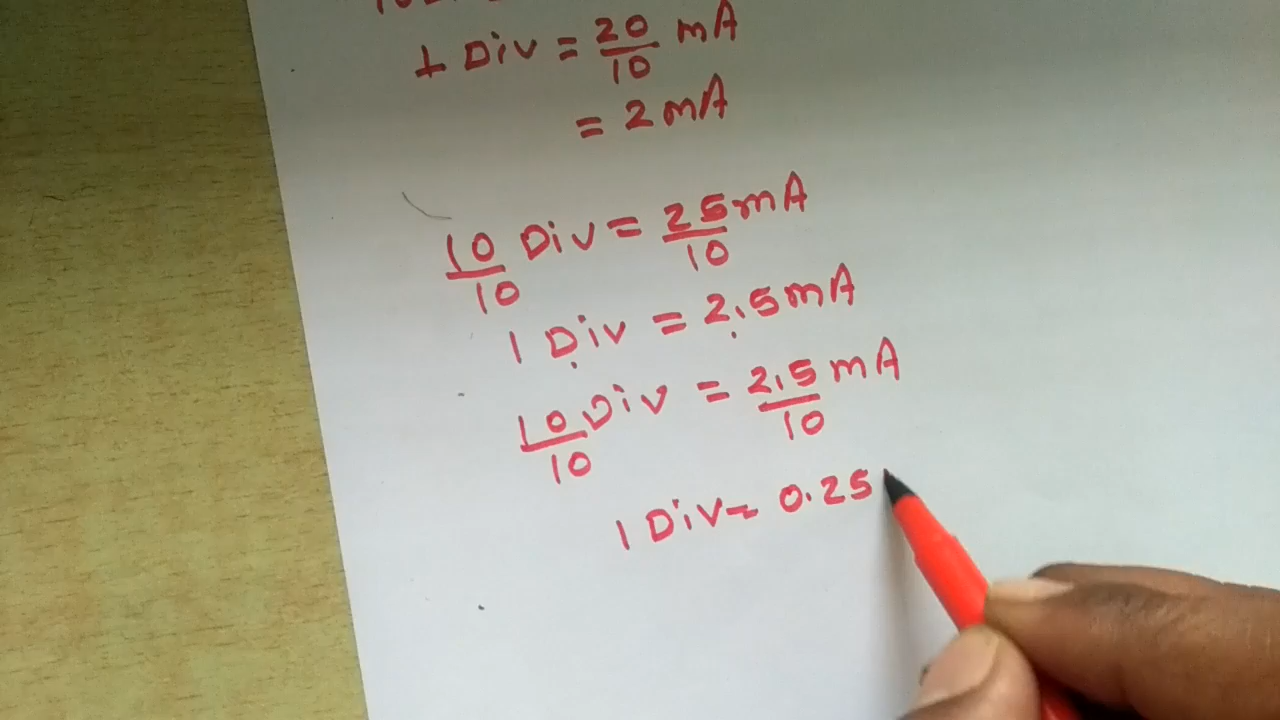 1 Div = 20/10 mA
= 2 mA
10/10 Div = 25/10 mA
1 Div = 2.5 mA
10/10 Div = 2.5/10 mA
1 Div = 0.25